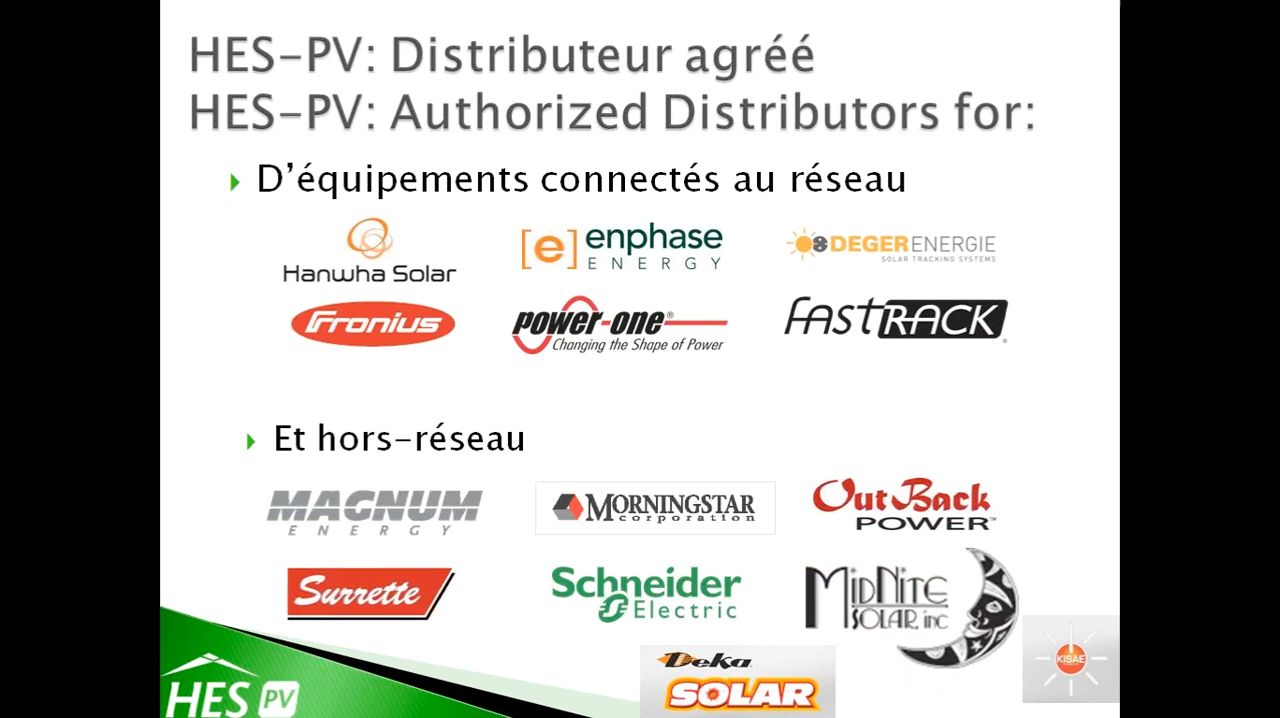 HES-PV: Distributeur agréé
HES-PV: Authorized Distributors for:
D’équipements connectés au réseau
Hanwha Solar
[e] enphase
ENERGY
DEGERENERGIE
SOLAR TRACKING SYSTEMS
Fronius
power-one®
Changing the Shape of Power
FASTRACK®
Et hors-réseau
MAGNUM
ENERGY
MORNINGSTAR
corporation
OutBack
POWER™
Surrette
Schneider
Electric
MIDNITE
SOLAR, inc
HES PV
Deka
SOLAR
KISAE